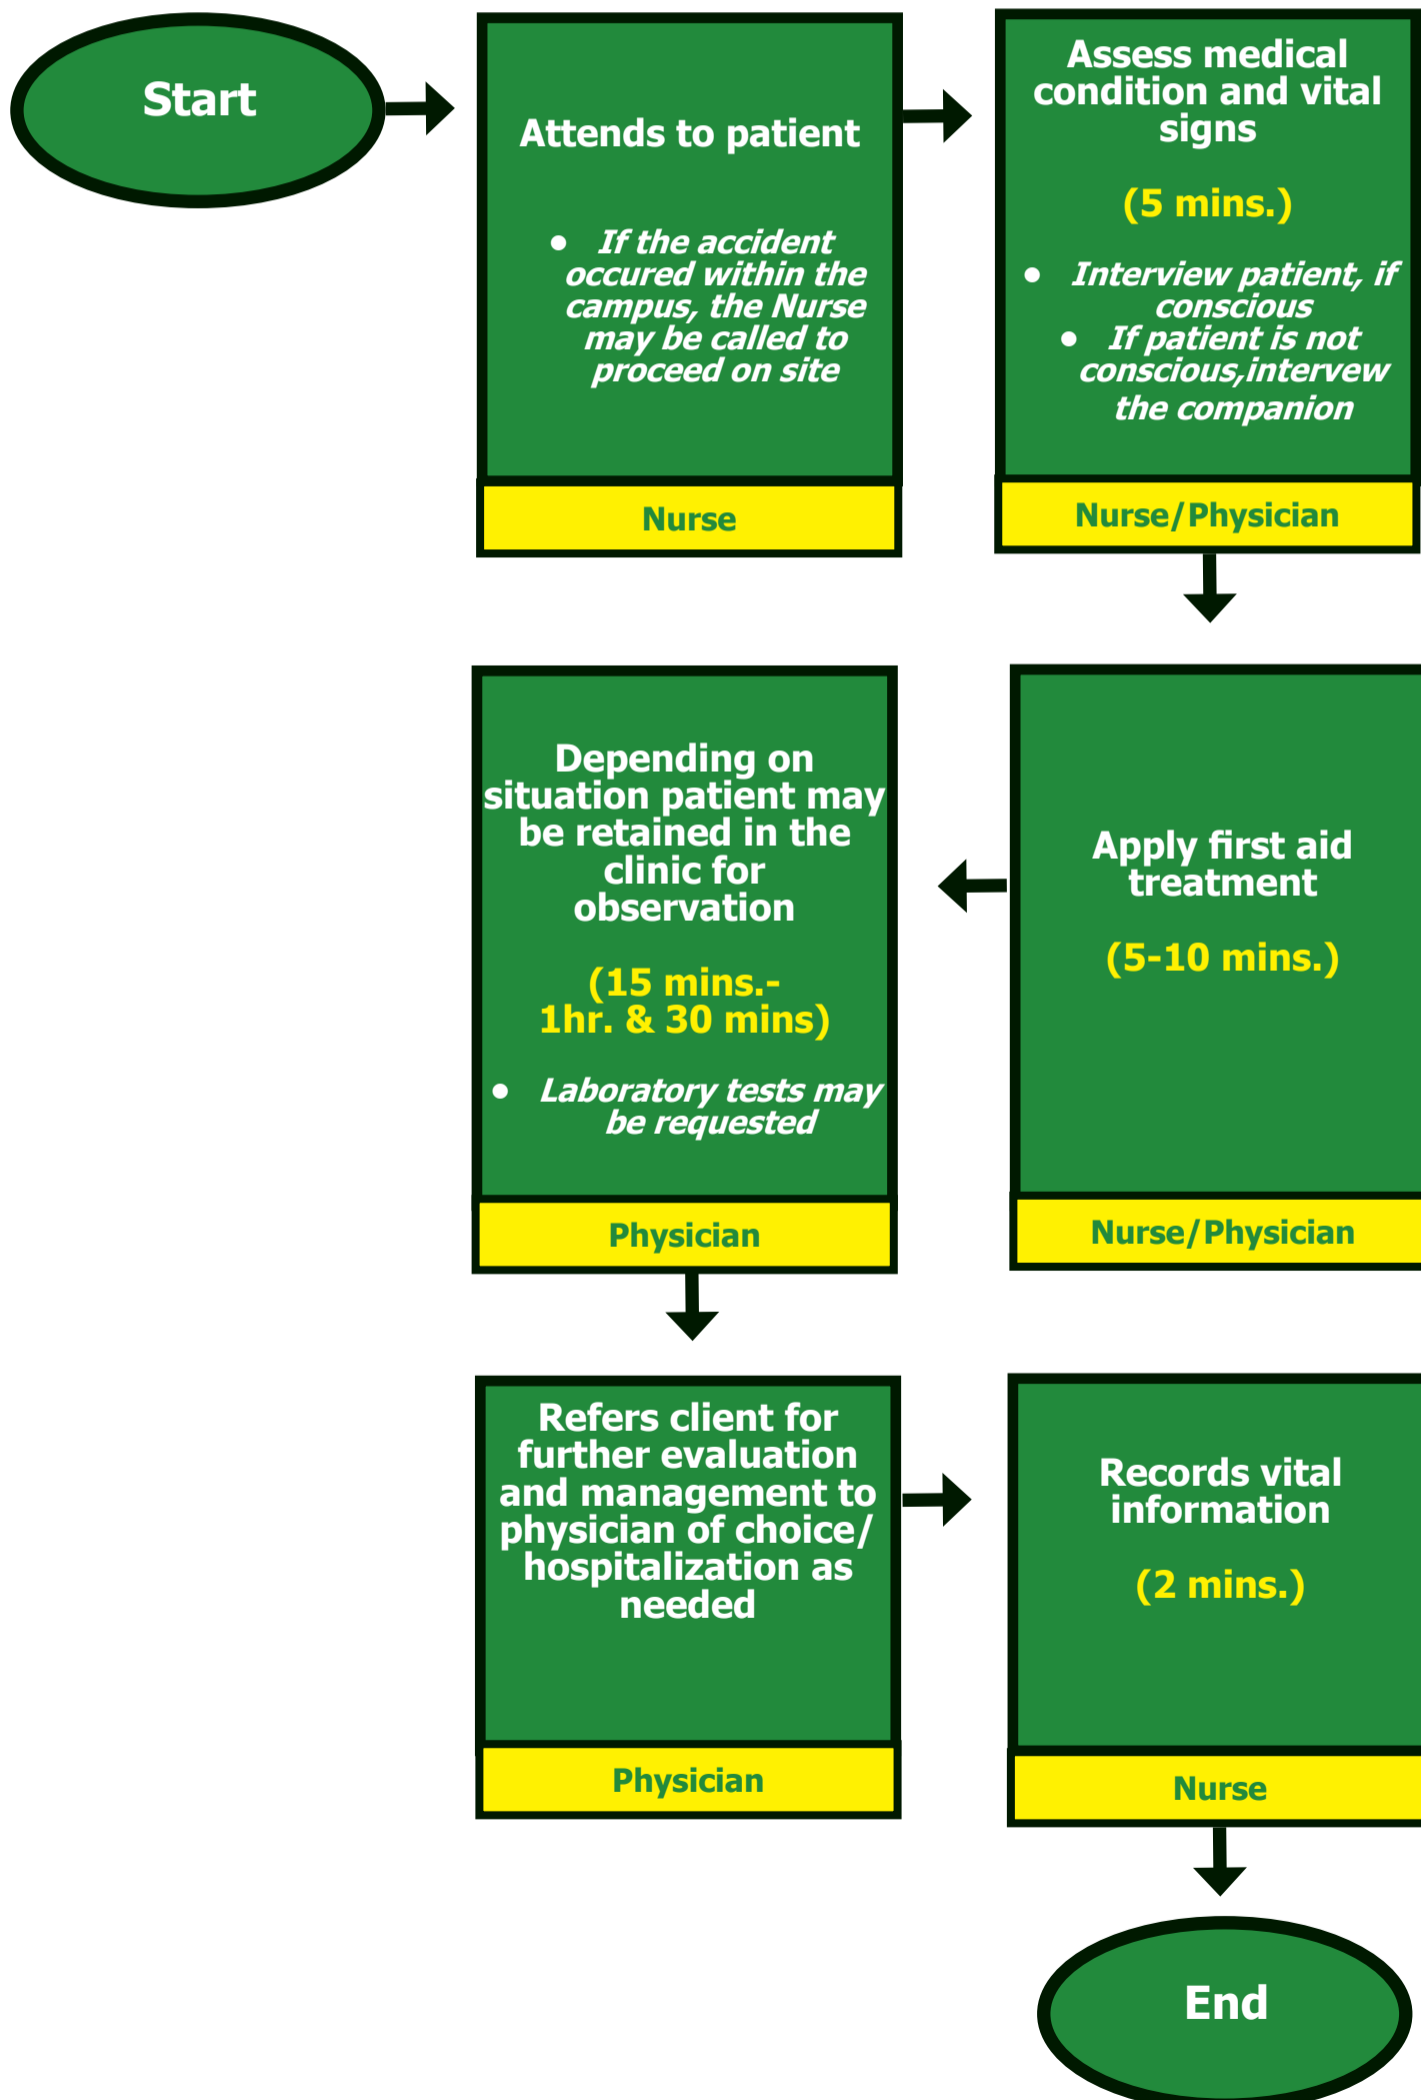 Start
Attends to patient
● If the accident
occured within the
campus, the Nurse
may be called to
proceed on site
Nurse
Assess medical
condition and vital
signs
(5 mins.)
● Interview patient, if
conscious
● If patient is not
conscious,intervew
the companion
Nurse/Physician
Apply first aid
treatment
(5-10 mins.)
Nurse/Physician
Depending on
situation patient may
be retained in the
clinic for
observation
(15 mins.-
1hr. & 30 mins)
● Laboratory tests may
be requested
Physician
Refers client for
further evaluation
and management to
physician of choice/
hospitalization as
needed
Physician
Records vital
information
(2 mins.)
Nurse
End